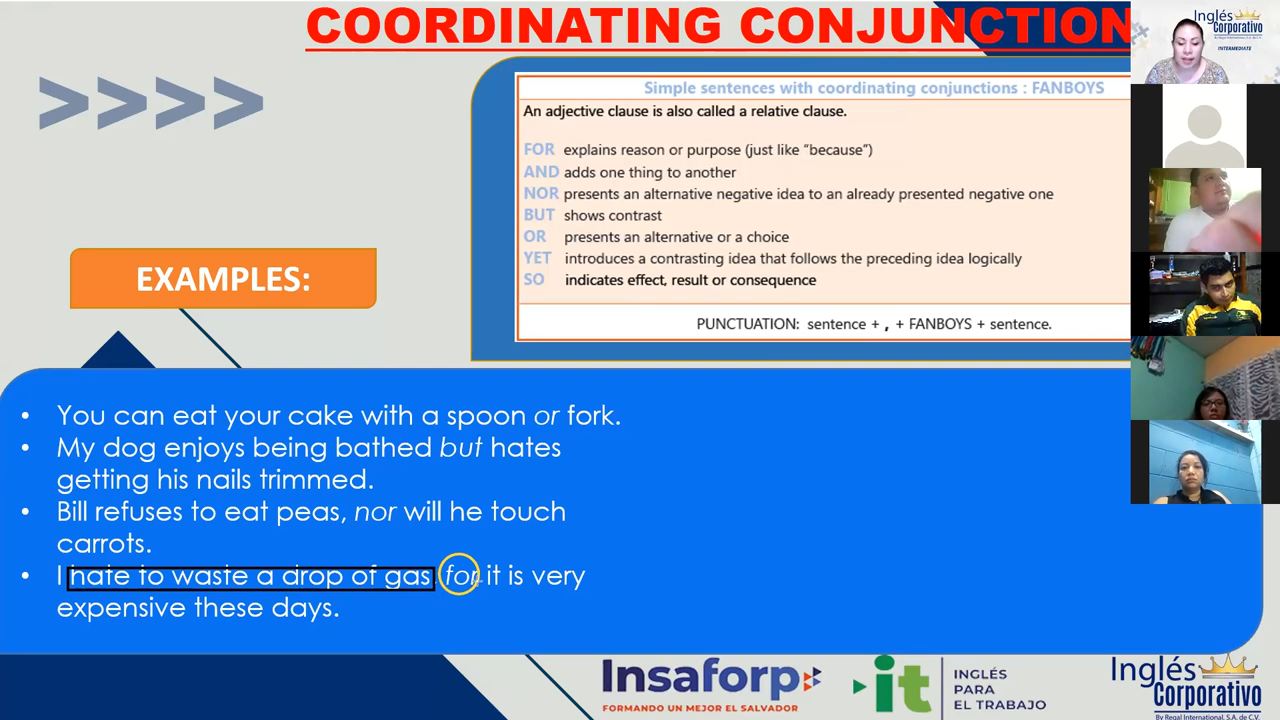 COORDINATING CONJUNCTION
>>>>
Simple sentences with coordinating conjunctions : FANBOYS
An adjective clause is also called a relative clause.
FOR explains reason or purpose (just like “because”)
AND adds one thing to another
NOR presents an alternative negative idea to an already presented negative one
BUT shows contrast
OR presents an alternative or a choice
YET introduces a contrasting idea that follows the preceding idea logically
SO indicates effect, result or consequence
PUNCTUATION: sentence + , + FANBOYS + sentence.
EXAMPLES:
• You can eat your cake with a spoon or fork.
• My dog enjoys being bathed but hates
getting his nails trimmed.
• Bill refuses to eat peas, nor will he touch
carrots.
• I hate to waste a drop of gas for it is very
expensive these days.
Insaforp
FORMANDO UN MEJOR EL SALVADOR
it
INGLÉS
PARA
EL TRABAJO
Inglés
Corporativo
By Regal International, S.A. de C.V.
Inglés
Corporativo
By Regal International, S.A. de C.V.
INTERMEDIATE